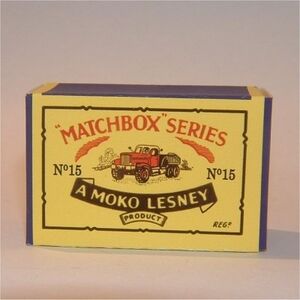 "MATCHBOX" SERIES
Nº15 Nº15
A MOKO LESNEY
PRODUCT
REGD